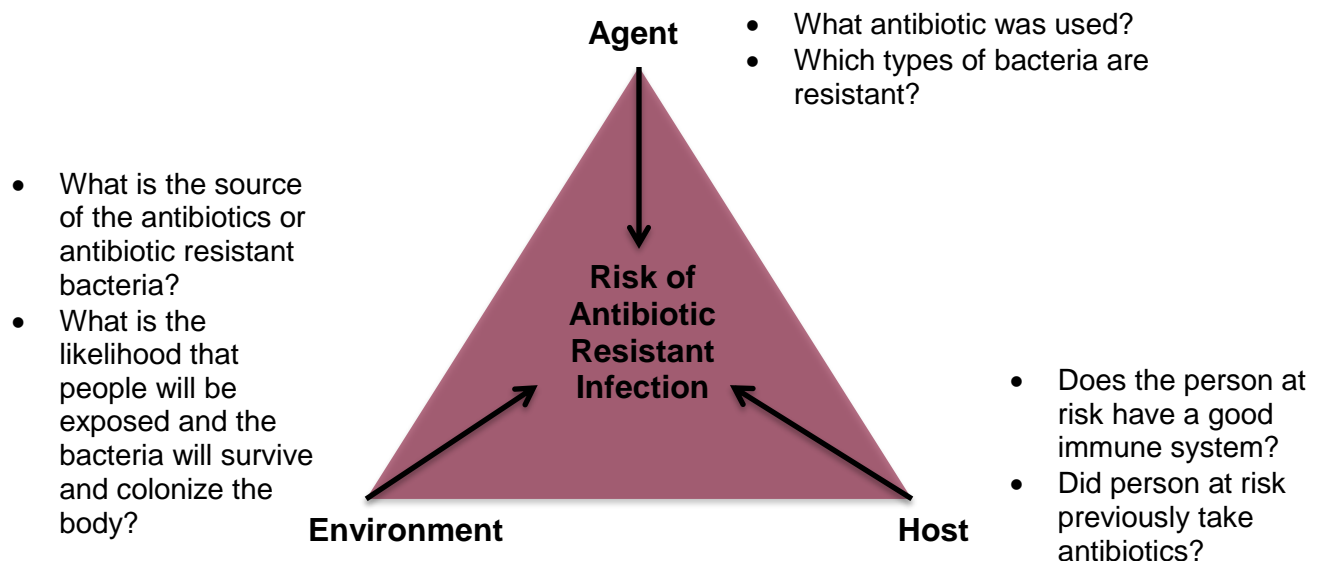 Agent
• What antibiotic was used?
• Which types of bacteria are
resistant?
• What is the source
of the antibiotics or
antibiotic resistant
bacteria?
• What is the
likelihood that
people will be
exposed and the
bacteria will survive
and colonize the
body?
Risk of
Antibiotic
Resistant
Infection
• Does the person at
risk have a good
immune system?
• Did person at risk
previously take
antibiotics?
Environment
Host